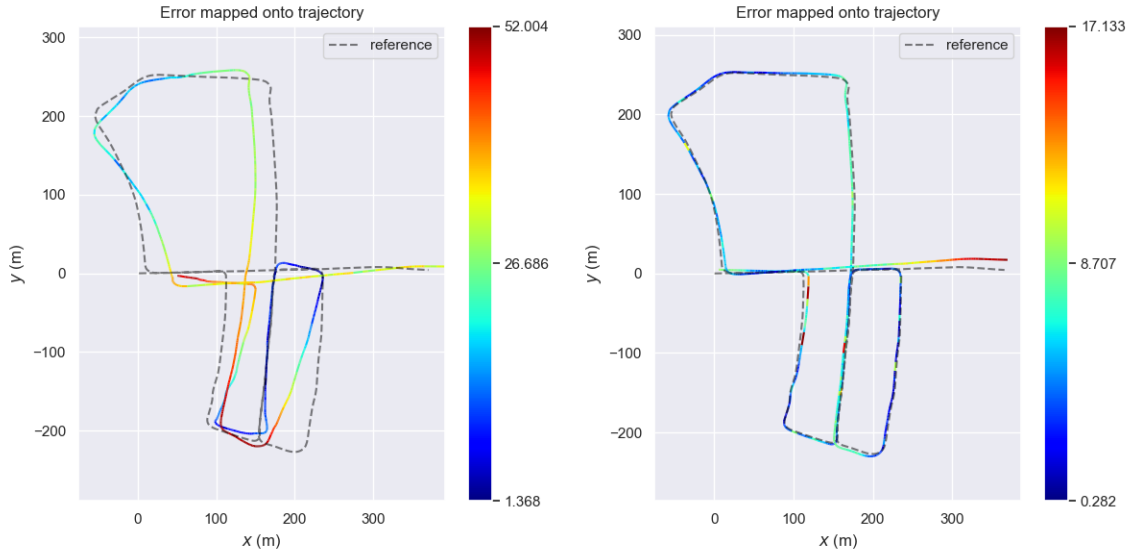 Error mapped onto trajectory
reference
300
200
100
0
−100
−200
0 100 200 300
x (m)
y (m)
52.004
26.686
1.368
Error mapped onto trajectory
reference
300
200
100
0
−100
−200
0 100 200 300
x (m)
y (m)
17.133
8.707
0.282